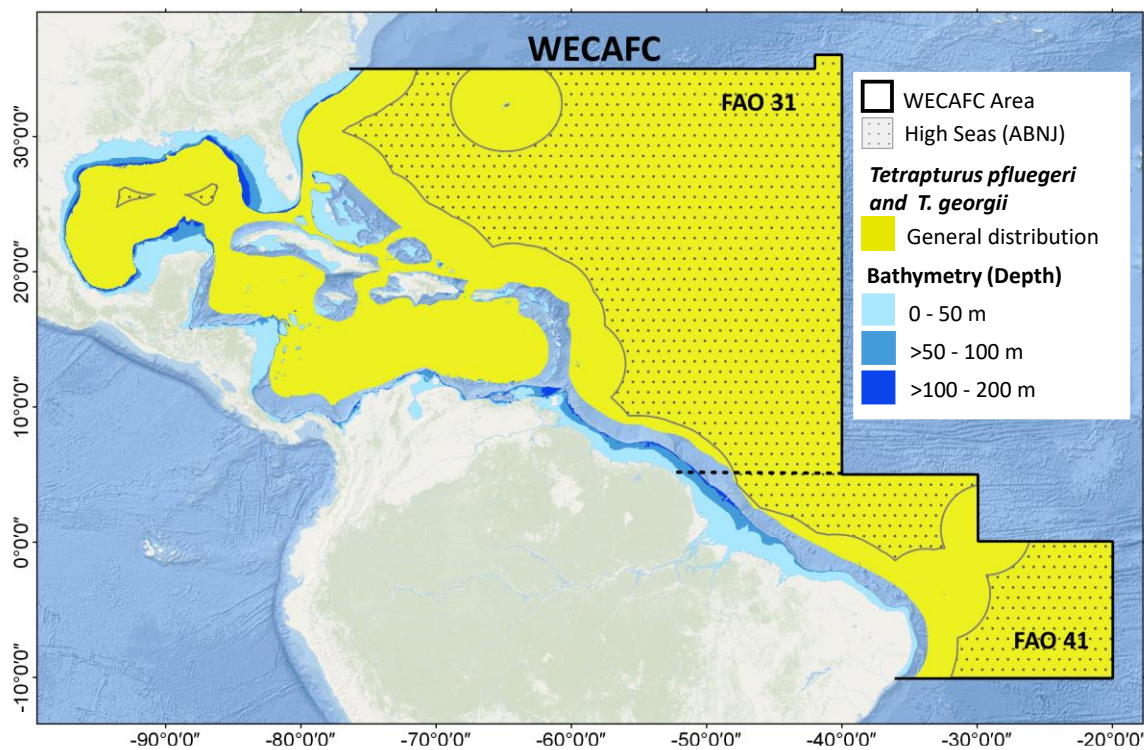 WECAFC
FAO 31
WECAFC Area
High Seas (ABNJ)
Tetrapturus pfluegeri
and T. georgii
General distribution
Bathymetry (Depth)
0 - 50 m
>50 - 100 m
>100 - 200 m
FAO 41
30°0'0"
20°0'0"
10°0'0"
0°0'0"
-10°0'0"
-90°0'0"
-80°0'0"
-70°0'0"
-60°0'0"
-50°0'0"
-40°0'0"
-30°0'0"
-20°0'0"